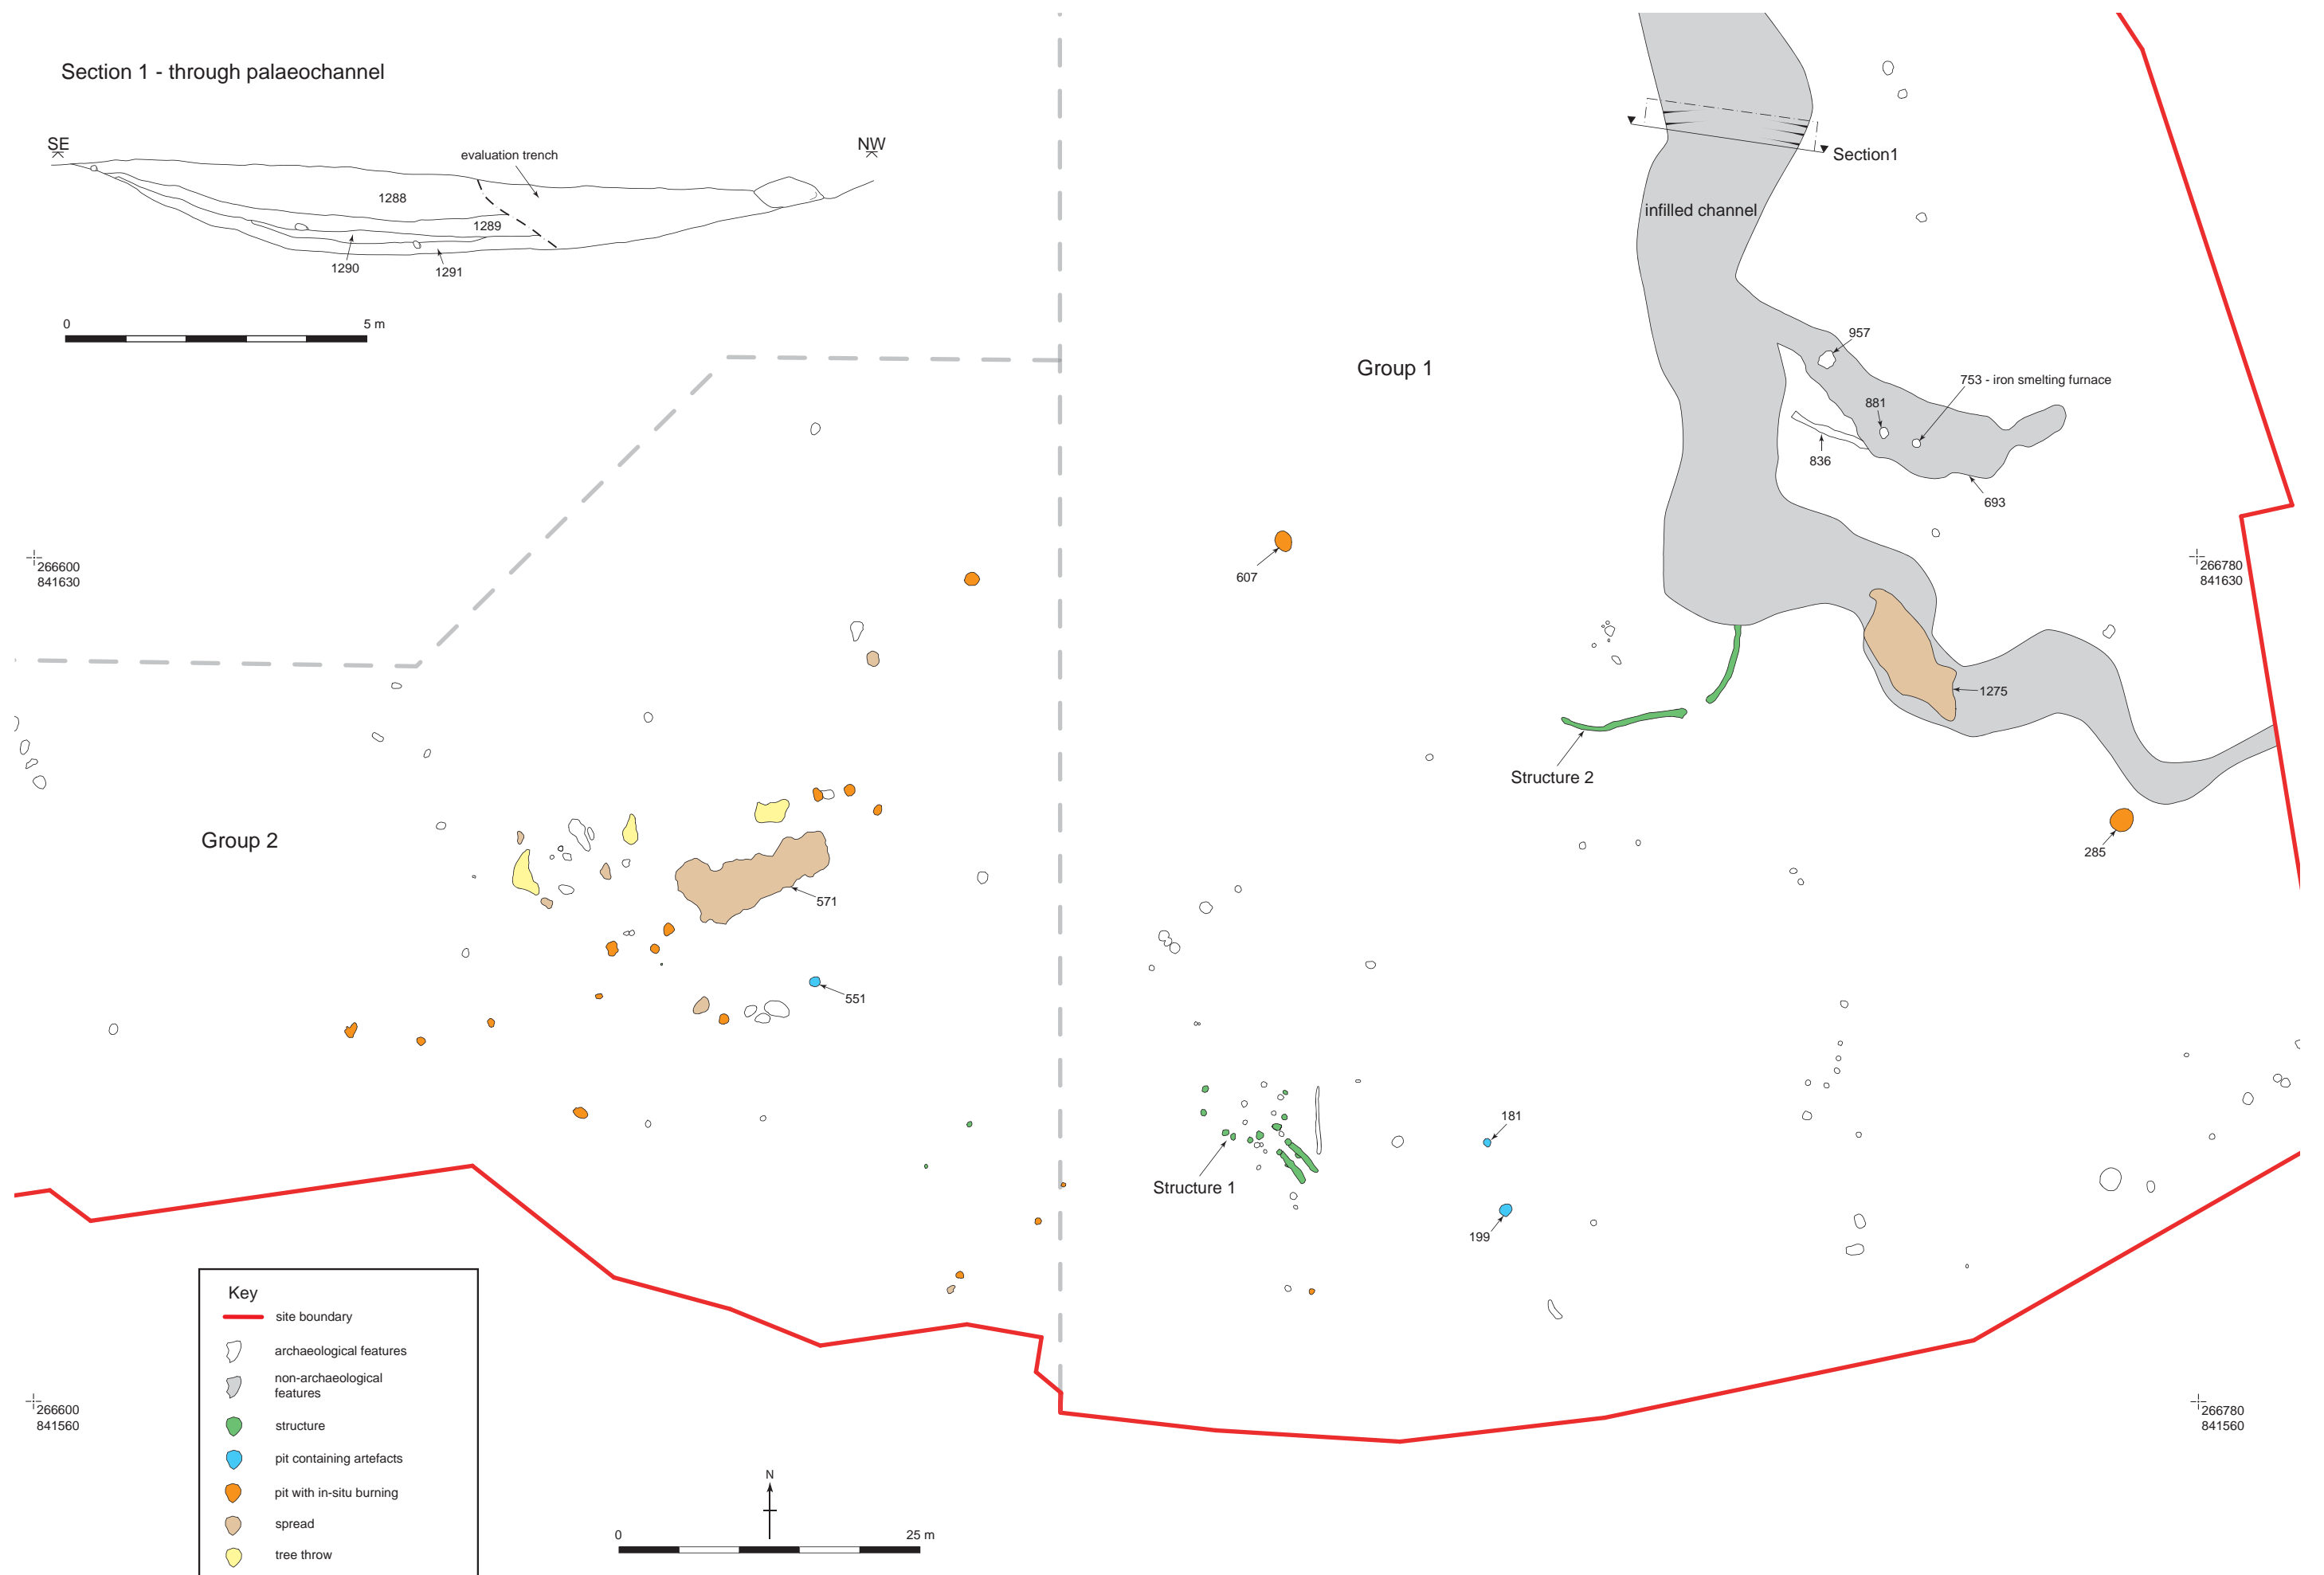 Section 1 - through palaeochannel
SE
NW
evaluation trench
1288
1289
1290
1291
0
5 m
Section1
infilled channel
957
Group 1
753 - iron smelting furnace
881
836
693
266600
841630
607
266780
841630
1275
Structure 2
Group 2
285
571
551
181
Structure 1
199
Key
site boundary
archaeological features
non-archaeological
features
structure
pit containing artefacts
pit with in-situ burning
spread
tree throw
266600
841560
266780
841560
N
0
25 m